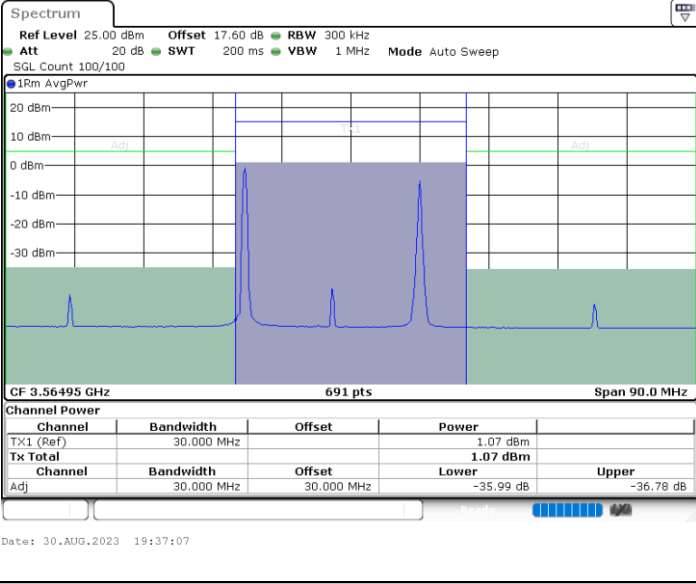 Spectrum
Ref Level 25.00 dBm Offset 17.60 dB RBW 300 kHz
Att 20 dB SWT 200 ms VBW 1 MHz Mode Auto Sweep
SGL Count 100/100
1Rm AvgPwr
20 dBm
TX1
10 dBm
Adj Adj
0 dBm
-10 dBm
-20 dBm
-30 dBm
CF 3.56495 GHz 691 pts Span 90.0 MHz
Channel Power
Channel Bandwidth Offset Power
TX1 (Ref) 30.000 MHz 1.07 dBm
Tx Total 1.07 dBm
Channel Bandwidth Offset Lower Upper
Adj 30.000 MHz 30.000 MHz -35.99 dB -36.78 dB
Ready
Date: 30.AUG.2023 19:37:07